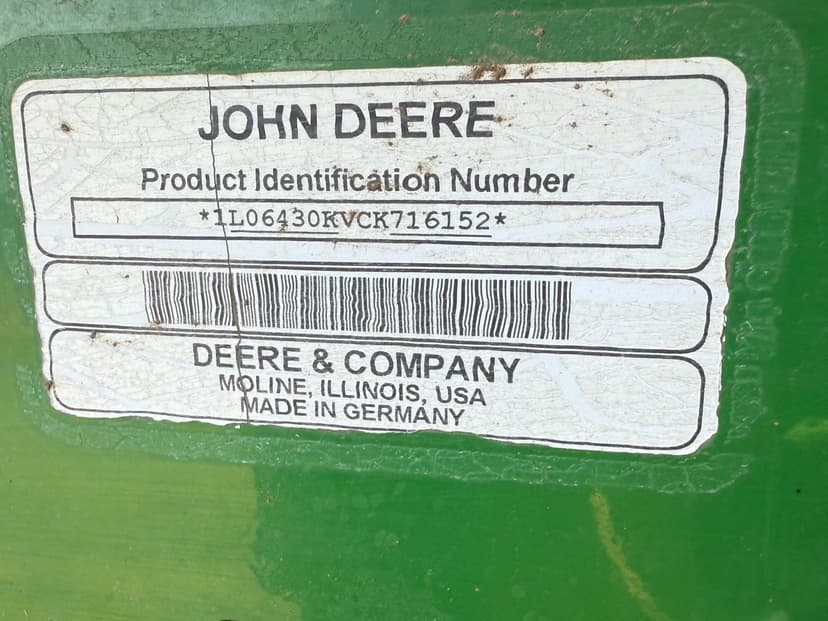 JOHN DEERE
Product Identification Number
*1L06430KVCK716152*
DEERE & COMPANY
MOLINE, ILLINOIS, USA
MADE IN GERMANY